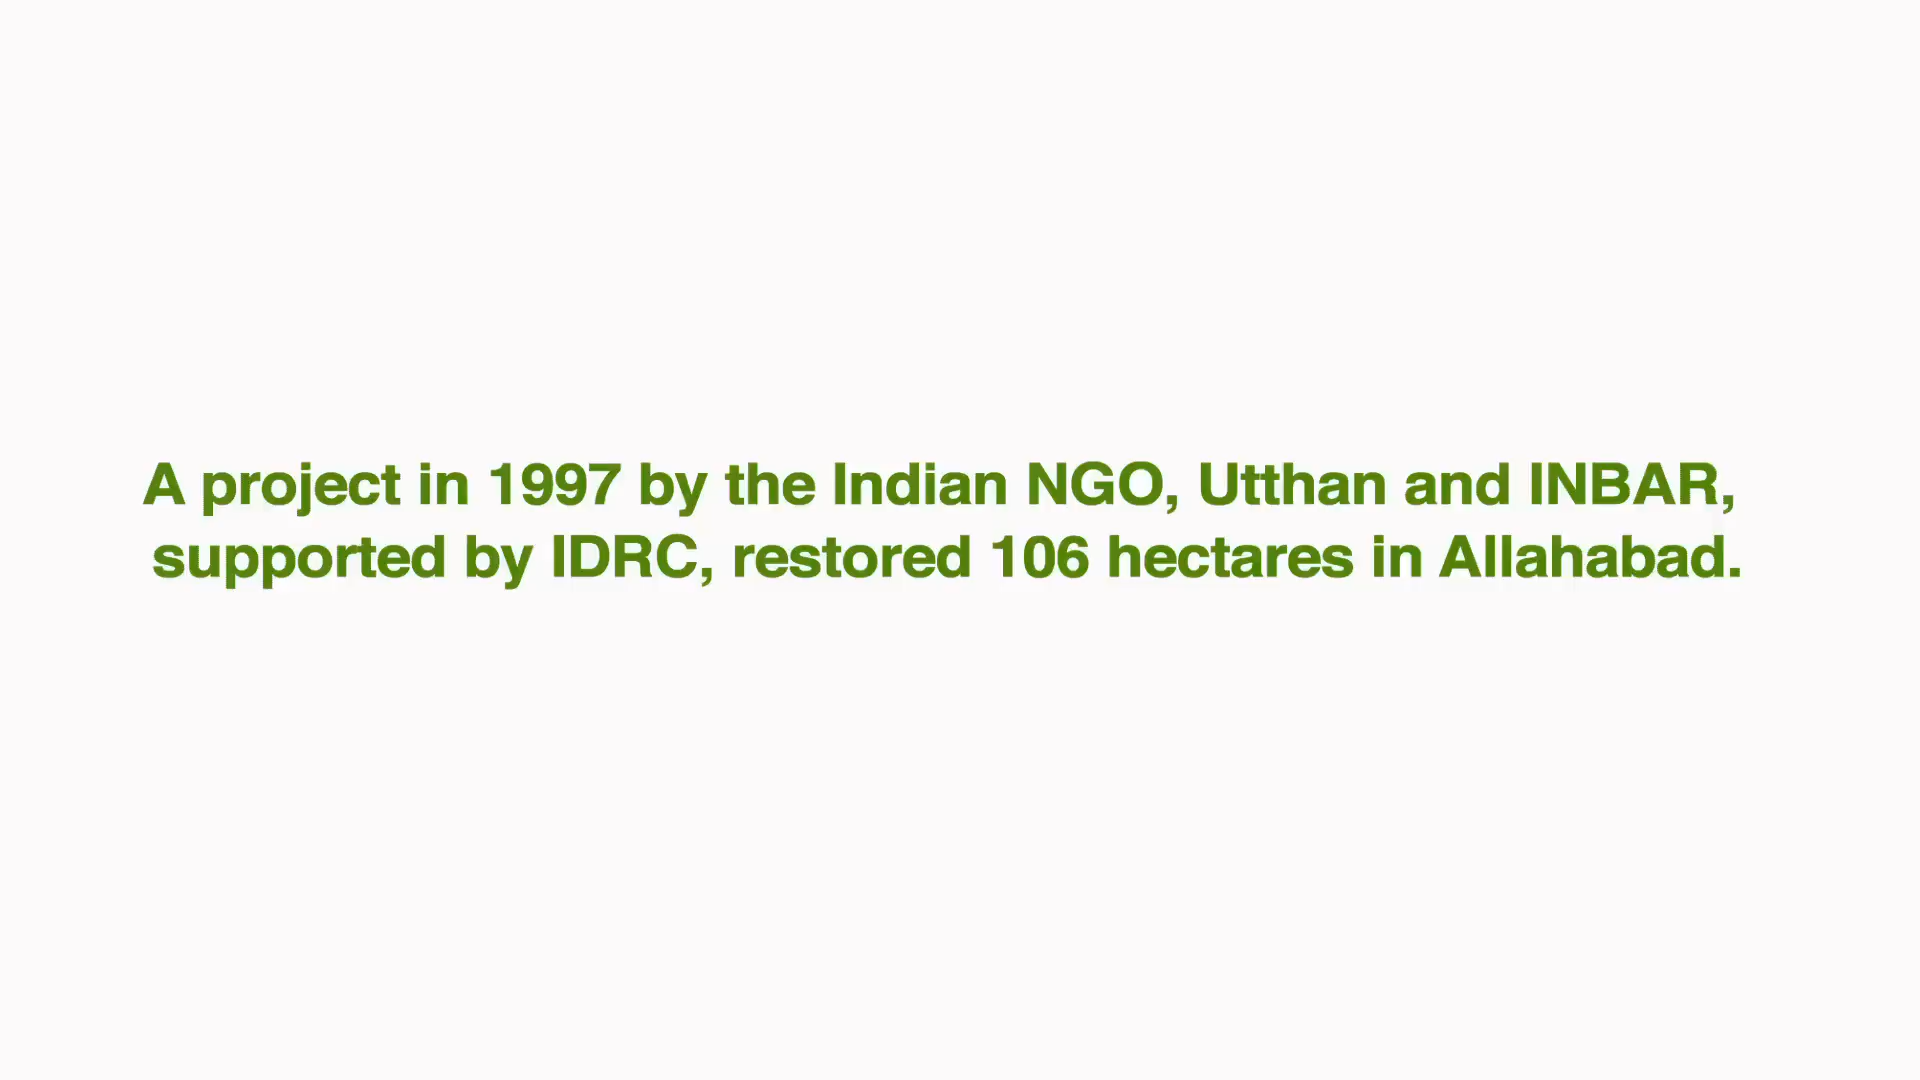 A project in 1997 by the Indian NGO, Utthan and INBAR,
supported by IDRC, restored 106 hectares in Allahabad.